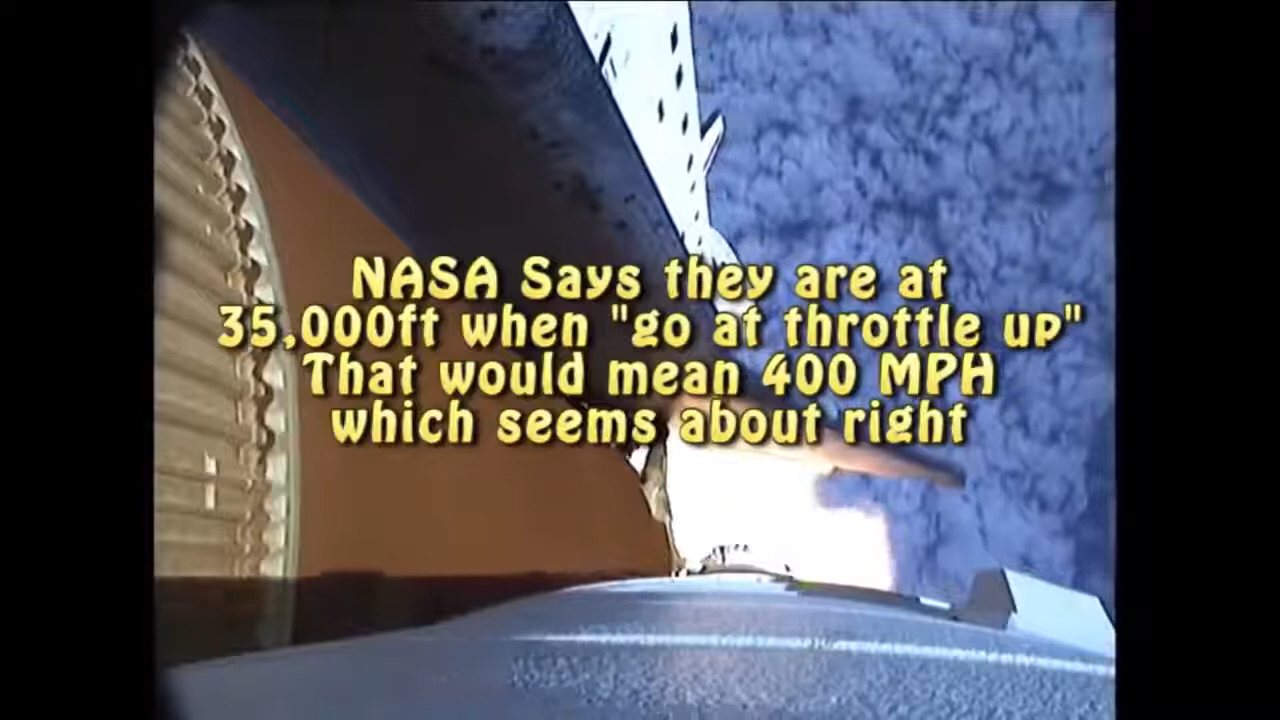 NASA Says they are at
35,000ft when "go at throttle up"
That would mean 400 MPH
which seems about right